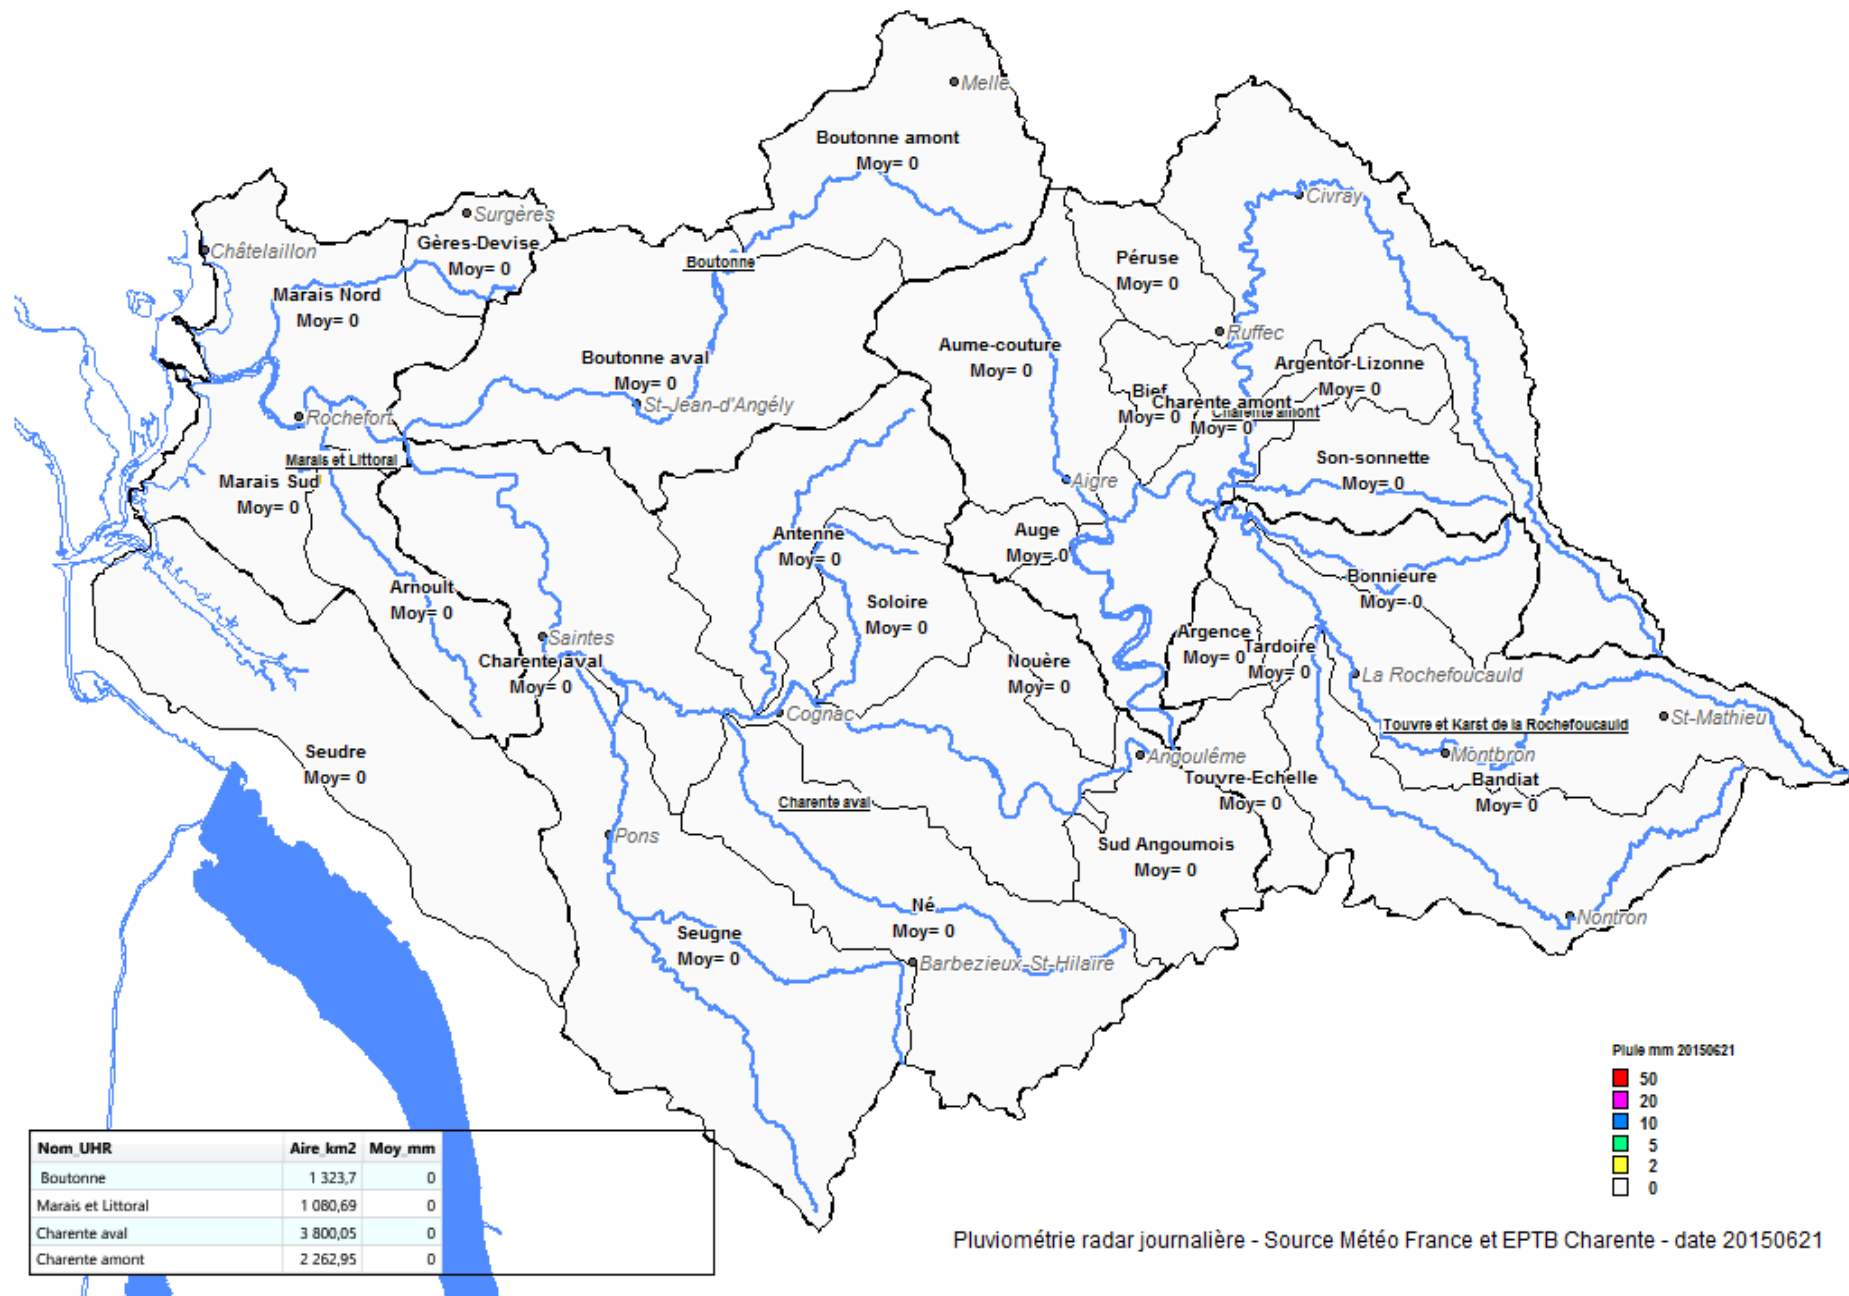 Melle
Boutonne amont
Moy= 0
Civray
Surgères
Châtelaillon
Gères-Devise
Moy= 0
Boutonne
Péruse
Moy= 0
Marais Nord
Moy= 0
Ruffec
Aume-couture
Moy= 0
Boutonne aval
Moy= 0
Argentor-Lizonne
Moy= 0
Bief
Moy= 0
Charente amont
Moy= 0
Charente amont
St-Jean-d'Angély
Rochefort
Marais et Littoral
Marais Sud
Moy= 0
Son-sonnette
Moy= 0
Aigre
Antenne
Moy= 0
Auge
Moy= 0
Bonnieure
Moy= 0
Arnoult
Moy= 0
Soloire
Moy= 0
Saintes
Argence
Moy= 0
Tardoire
Moy= 0
Charente aval
Moy= 0
Nouère
Moy= 0
La Rochefoucauld
Cognac
St-Mathieu
Touvre et Karst de la Rochefoucauld
Seudre
Moy= 0
Angoulême
Montbron
Touvre-Echelle
Moy= 0
Bandiat
Moy= 0
Charente aval
Pons
Sud Angoumois
Moy= 0
Né
Moy= 0
Nontron
Seugne
Moy= 0
Barbezieux-St-Hilaire
Pluie mm 20150621
50
20
10
5
2
0
Nom_UHR Aire_km2 Moy_mm
Boutonne 1 323,7 0
Marais et Littoral 1 080,69 0
Charente aval 3 800,05 0
Charente amont 2 262,95 0
Pluviométrie radar journalière - Source Météo France et EPTB Charente - date 20150621